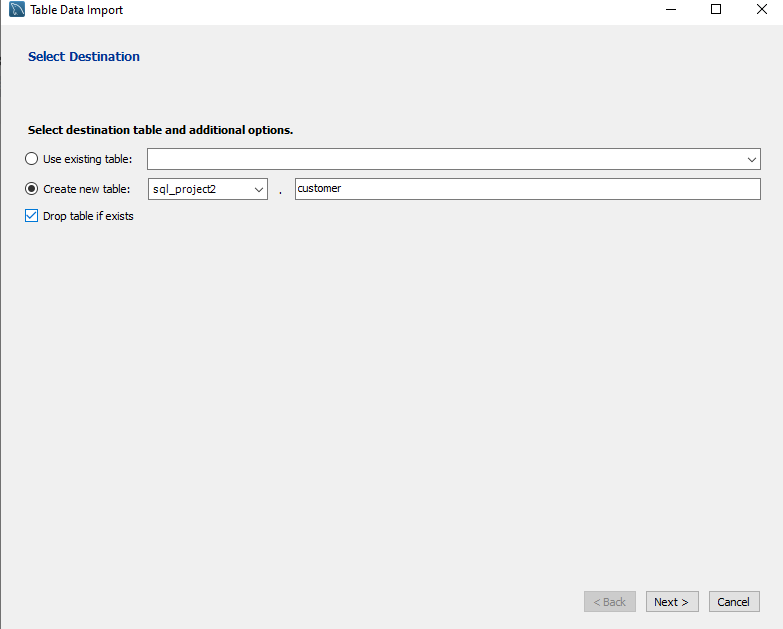 Table Data Import
Select Destination
Select destination table and additional options.
Use existing table:
Create new table: sql_project2 . customer
Drop table if exists
< Back Next > Cancel